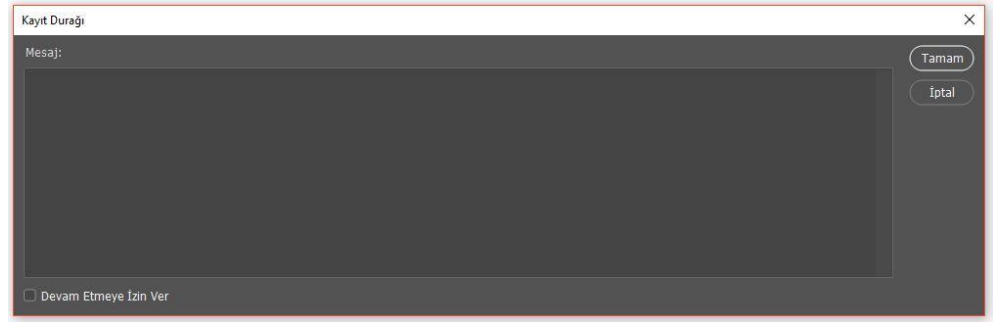 Kayıt Durağı
Mesaj:
Tamam
İptal
Devam Etmeye İzin Ver